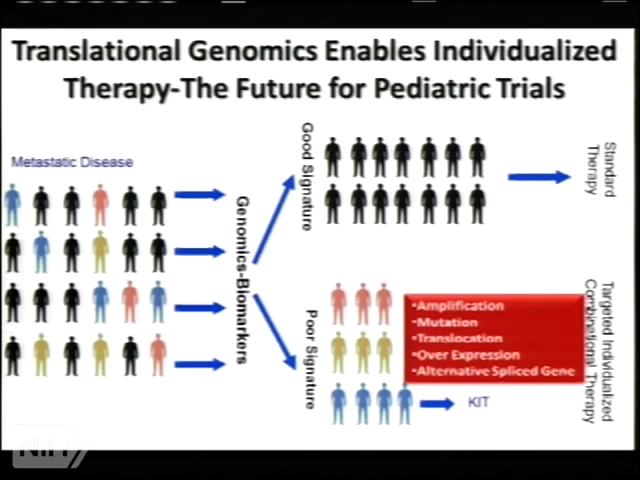 Translational Genomics Enables Individualized
Therapy-The Future for Pediatric Trials
Metastatic Disease
Genomics-Biomarkers
Good Signature
Standard
Therapy
Poor Signature
•Amplification
•Mutation
•Translocation
•Over Expression
•Alternative Spliced Gene
KIT
Targeted Individualized
Combinational Therapy
NIH